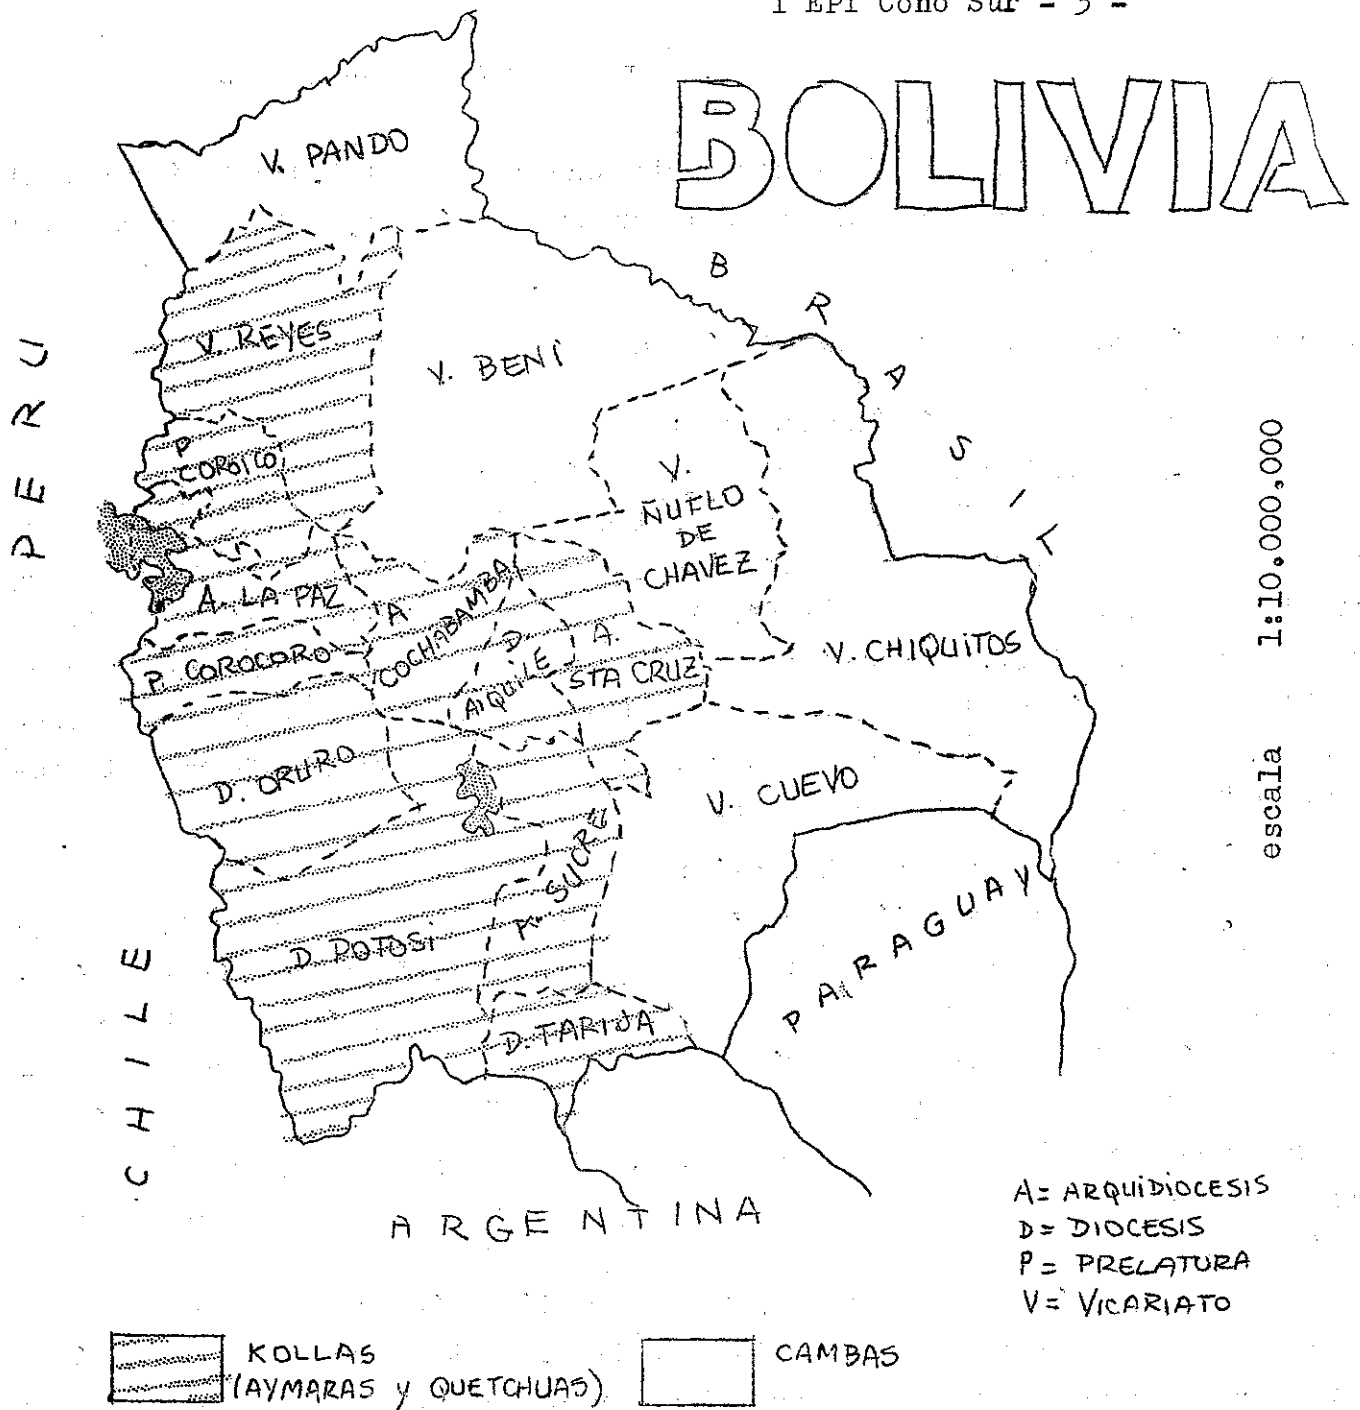 I EPI Cono Sur - 5 -
BOLIVIA
V. PANDO
B R A S I L
PERU
V. REYES
V. BENI
P
COROICO
V.
ÑUFLO
DE
CHAVEZ
A. LA PAZ
A
COCHABAMBA
D.
AIQUILE
A.
STA CRUZ
V. CHIQUITOS
P. COROCORO
D. ORURO
V. CUEVO
SUCRE
D. POTOSI
PARAGUAY
D. TARIJA
CHILE
ARGENTINA
escala 1:10.000,000
A= ARQUIDIOCESIS
D= DIOCESIS
P= PRELATURA
V= VICARIATO
KOLLAS
(AYMARAS y QUETCHUAS)
CAMBAS